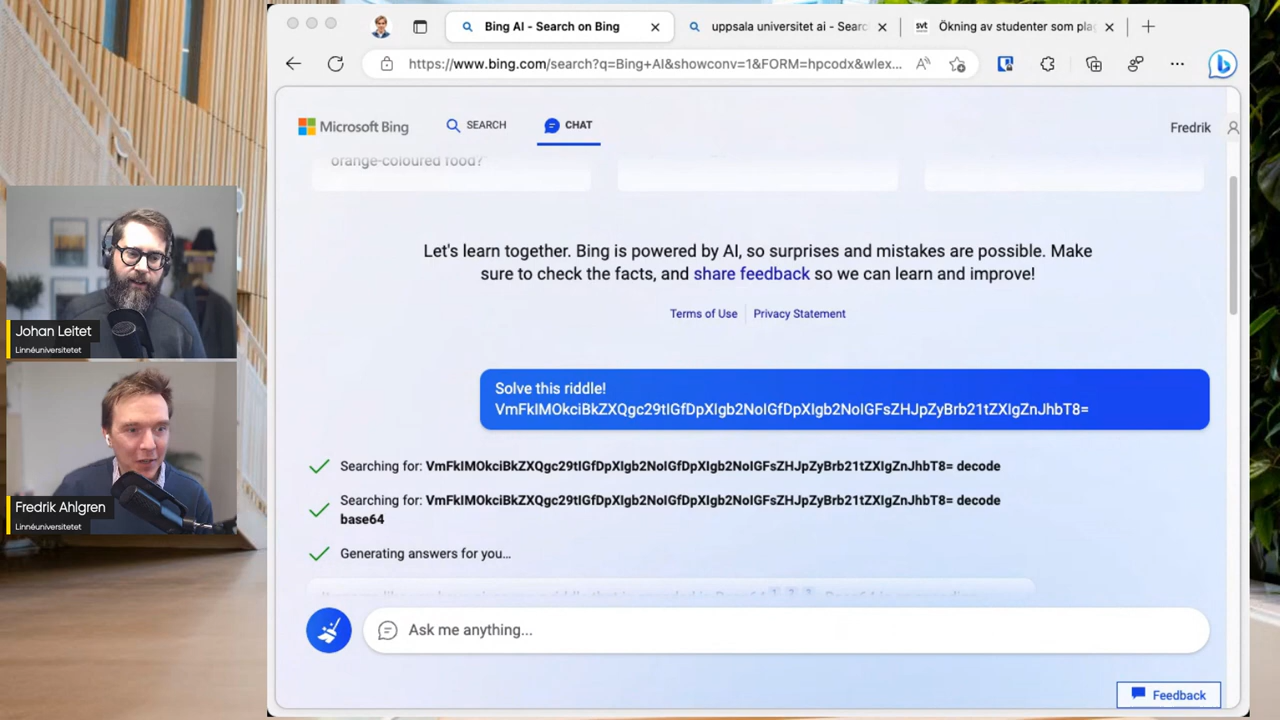 Bing AI - Search on Bing
uppsala universitet ai - Searc
svt Ökning av studenter som pla
https://www.bing.com/search?q=Bing+AI&showconv=1&FORM=hpcodx&wlex...
Microsoft Bing
SEARCH
CHAT
Fredrik
orange-coloured food?
Let's learn together. Bing is powered by AI, so surprises and mistakes are possible. Make
sure to check the facts, and share feedback so we can learn and improve!
Terms of Use
Privacy Statement
Solve this riddle!
VmFkIMOkciBkZXQgc29tIGfDpXIgb2NoIGfDpXIgb2NoIGFsZHJpZyBrb21tZXIgZnJhbT8=
Searching for: VmFkIMOkciBkZXQgc29tIGfDpXIgb2NoIGfDpXIgb2NoIGFsZHJpZyBrb21tZXIgZnJhbT8= decode
Searching for: VmFkIMOkciBkZXQgc29tIGfDpXIgb2NoIGfDpXIgb2NoIGFsZHJpZyBrb21tZXIgZnJhbT8= decode
base64
Generating answers for you...
Ask me anything...
Feedback
Johan Leitet
Linnéuniversitetet
Fredrik Ahlgren
Linnéuniversitetet